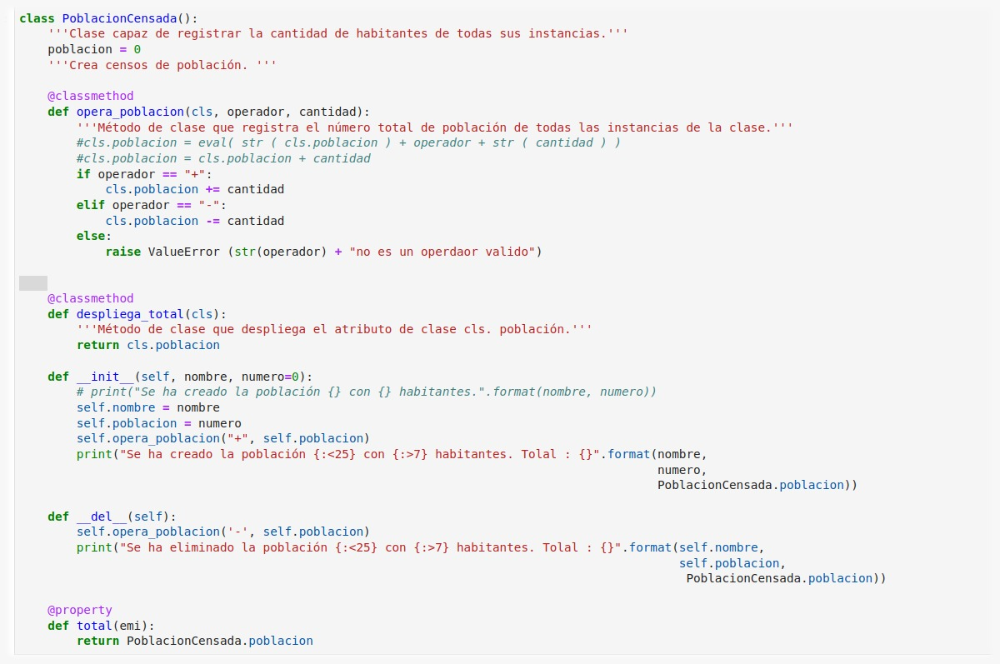 class PoblacionCensada():
    '''Clase capaz de registrar la cantidad de habitantes de todas sus instancias.'''
    poblacion = 0
    '''Crea censos de población. '''

    @classmethod
    def opera_poblacion(cls, operador, cantidad):
        '''Método de clase que registra el número total de población de todas las instancias de la clase.'''
        #cls.poblacion = eval( str ( cls.poblacion ) + operador + str ( cantidad ) )
        #cls.poblacion = cls.poblacion + cantidad
        if operador == "+":
            cls.poblacion += cantidad
        elif operador == "-":
            cls.poblacion -= cantidad
        else:
            raise ValueError (str(operador) + "no es un operdaor valido")

    @classmethod
    def despliega_total(cls):
        '''Método de clase que despliega el atributo de clase cls. población.'''
        return cls.poblacion

    def __init__(self, nombre, numero=0):
        # print("Se ha creado la población {} con {} habitantes.".format(nombre, numero))
        self.nombre = nombre
        self.poblacion = numero
        self.opera_poblacion("+", self.poblacion)
        print("Se ha creado la población {:<25} con {:>7} habitantes. Tolal : {}".format(nombre,
                                                                                         numero,
                                                                                         PoblacionCensada.poblacion))

    def __del__(self):
        self.opera_poblacion('-', self.poblacion)
        print("Se ha eliminado la población {:<25} con {:>7} habitantes. Tolal : {}".format(self.nombre,
                                                                                            self.poblacion,
                                                                                             PoblacionCensada.poblacion))

    @property
    def total(emi):
        return PoblacionCensada.poblacion